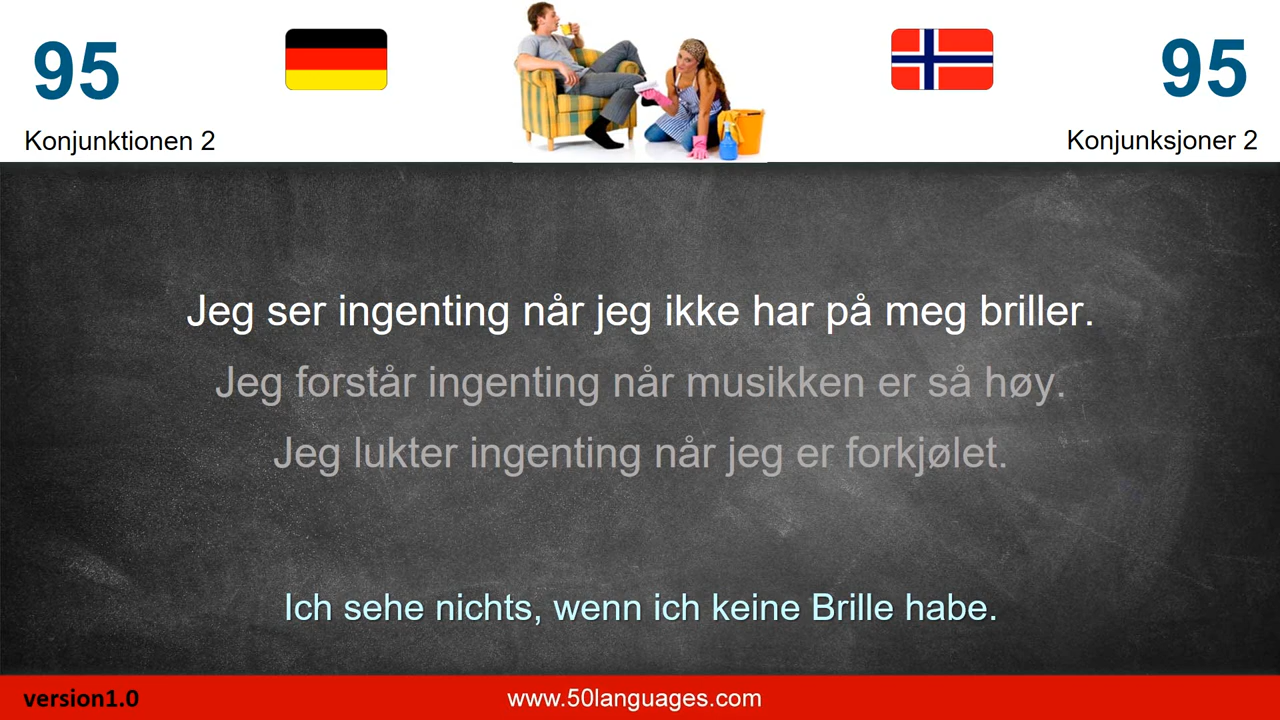 95
95
Konjunktionen 2
Konjunksjoner 2
Jeg ser ingenting når jeg ikke har på meg briller.
Jeg forstår ingenting når musikken er så høy.
Jeg lukter ingenting når jeg er forkjølet.
Ich sehe nichts, wenn ich keine Brille habe.
version1.0
www.50languages.com